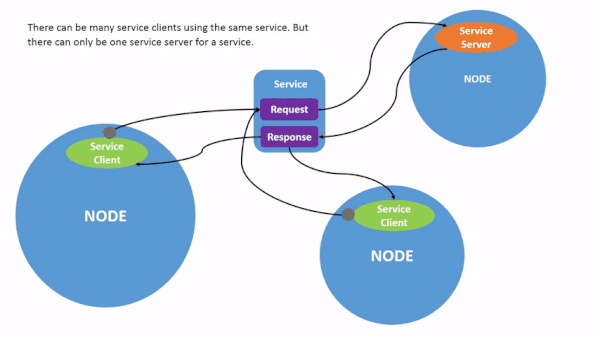 There can be many service clients using the same service. But
there can only be one service server for a service.
Service
Server
NODE
Service
Request
Response
Service
Client
NODE
Service
Client
NODE